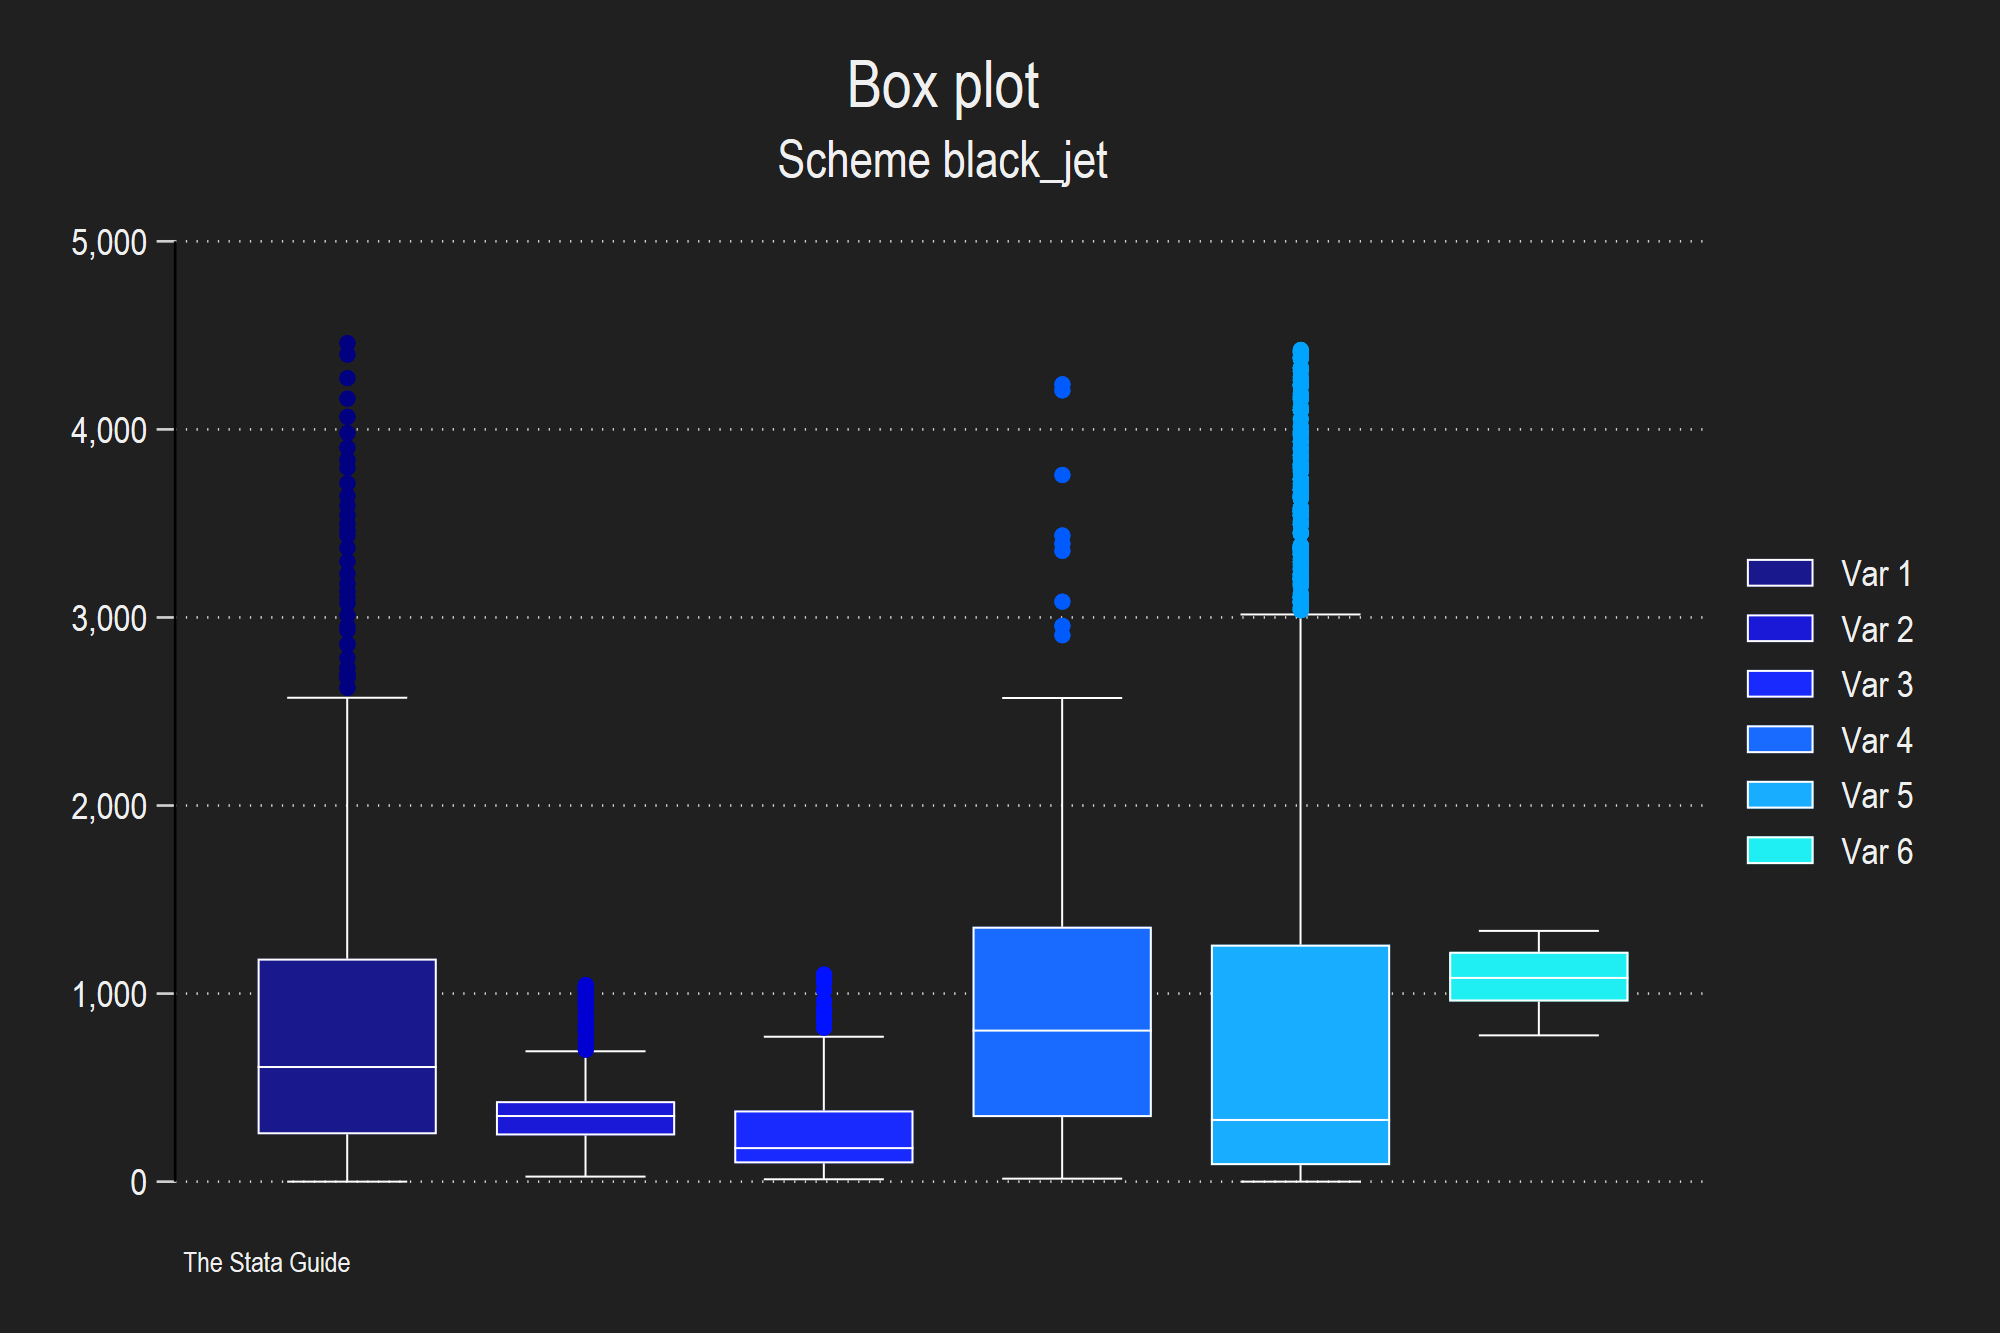 Box plot
Scheme black_jet
5,000
4,000
3,000
2,000
1,000
0
Var 1
Var 2
Var 3
Var 4
Var 5
Var 6
The Stata Guide